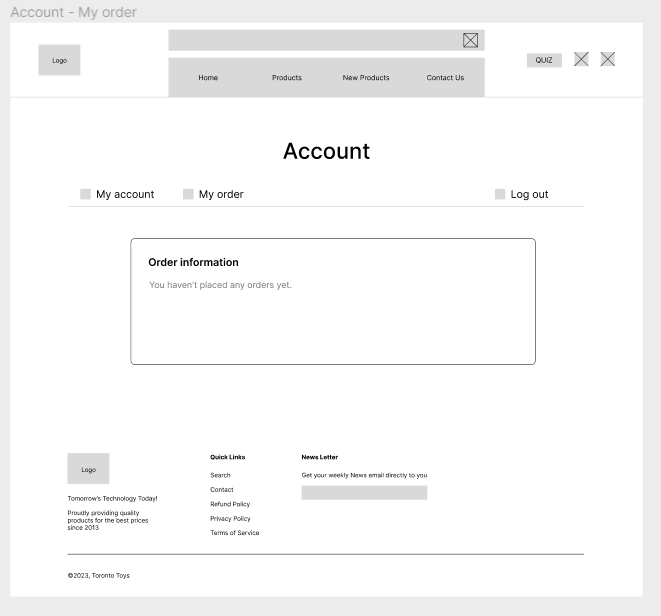 Account - My order
Logo
QUIZ
Home
Products
New Products
Contact Us
Account
My account
My order
Log out
Order information
You haven't placed any orders yet.
Logo
Tomorrow's Technology Today!
Proudly providing quality
products for the best prices
since 2013
Quick Links
Search
Contact
Refund Policy
Privacy Policy
Terms of Service
News Letter
Get your weekly News email directly to you
©2023, Toronto Toys